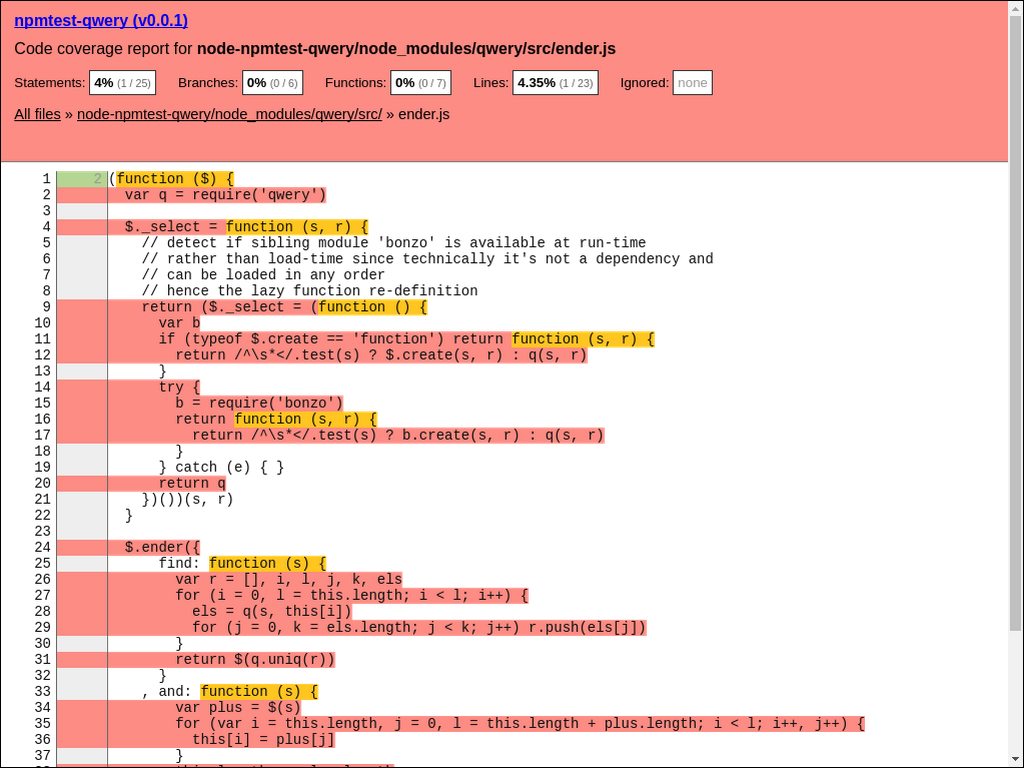 npmtest-qwery (v0.0.1)
Code coverage report for node-npmtest-qwery/node_modules/qwery/src/ender.js
Statements: 4% (1 / 25) Branches: 0% (0 / 6) Functions: 0% (0 / 7) Lines: 4.35% (1 / 23) Ignored: none
All files » node-npmtest-qwery/node_modules/qwery/src/ » ender.js
1 2 (function ($) {
2   var q = require('qwery')
3
4   $._select = function (s, r) {
5     // detect if sibling module 'bonzo' is available at run-time
6     // rather than load-time since technically it's not a dependency and
7     // can be loaded in any order
8     // hence the lazy function re-definition
9     return ($._select = (function () {
10       var b
11       if (typeof $.create == 'function') return function (s, r) {
12         return /^\s*</.test(s) ? $.create(s, r) : q(s, r)
13       }
14       try {
15         b = require('bonzo')
16         return function (s, r) {
17           return /^\s*</.test(s) ? b.create(s, r) : q(s, r)
18         }
19       } catch (e) { }
20       return q
21     })())(s, r)
22   }
23
24   $.ender({
25       find: function (s) {
26         var r = [], i, l, j, k, els
27         for (i = 0, l = this.length; i < l; i++) {
28           els = q(s, this[i])
29           for (j = 0, k = els.length; j < k; j++) r.push(els[j])
30         }
31         return $(q.uniq(r))
32       }
33     , and: function (s) {
34         var plus = $(s)
35         for (var i = this.length, j = 0, l = this.length + plus.length; i < l; i++, j++) {
36           this[i] = plus[j]
37         }